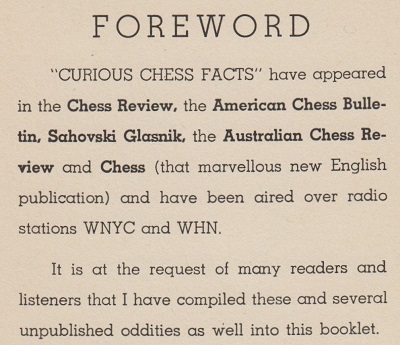 FOREWORD
"CURIOUS CHESS FACTS" have appeared
in the Chess Review, the American Chess Bulle-
tin, Sahovski Glasnik, the Australian Chess Re-
view and Chess (that marvellous new English
publication) and have been aired over radio
stations WNYC and WHN.
It is at the request of many readers and
listeners that I have compiled these and several
unpublished oddities as well into this booklet.